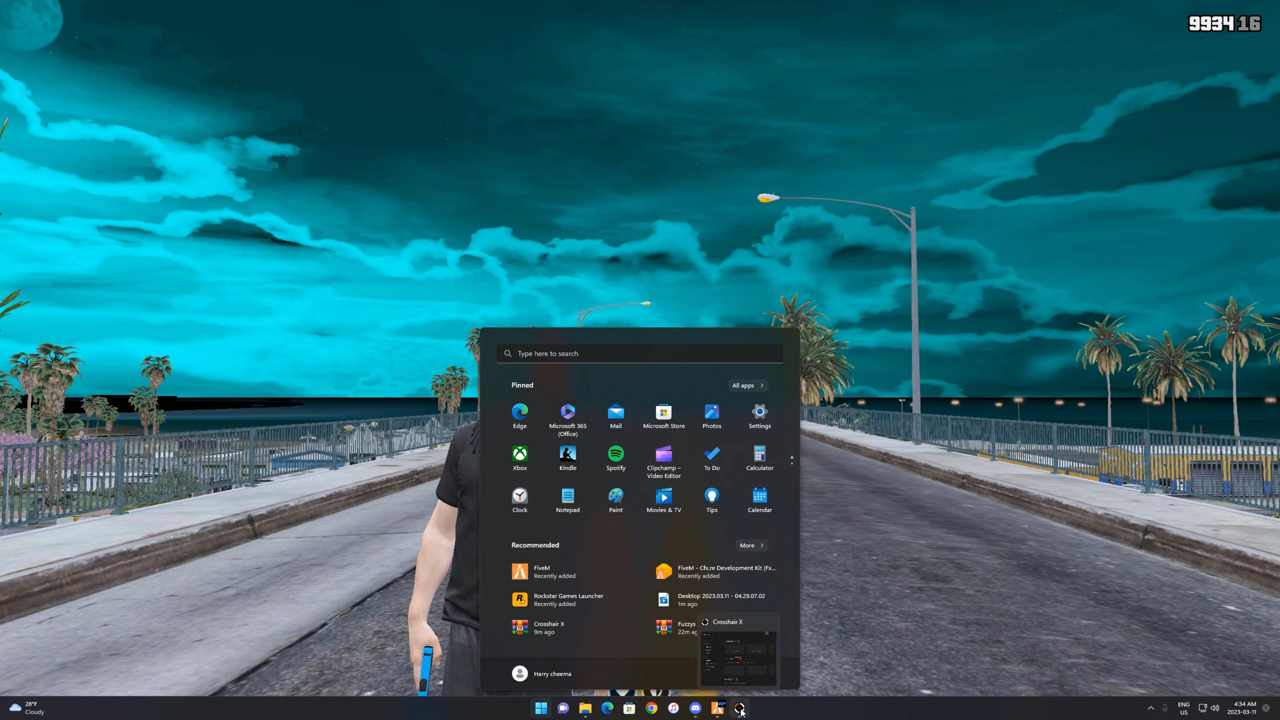 9934 16
Type here to search
Pinned
All apps
Edge
Microsoft 365
(Office)
Mail
Microsoft Store
Photos
Settings
Xbox
Kindle
Spotify
Clipchamp –
Video Editor
To Do
Calculator
Clock
Notepad
Paint
Movies & TV
Tips
Calendar
Recommended
More
FiveM
Recently added
FiveM - Cfx.re Development Kit (Fx...
Recently added
Rockstar Games Launcher
Recently added
Desktop 2023.03.11 - 04.29.07.02
1m ago
Crosshair X
9m ago
Fuzzys
22m ag
Crosshair X
Harry cheema
28°F
Cloudy
ENG
US
4:34 AM
2023-03-11